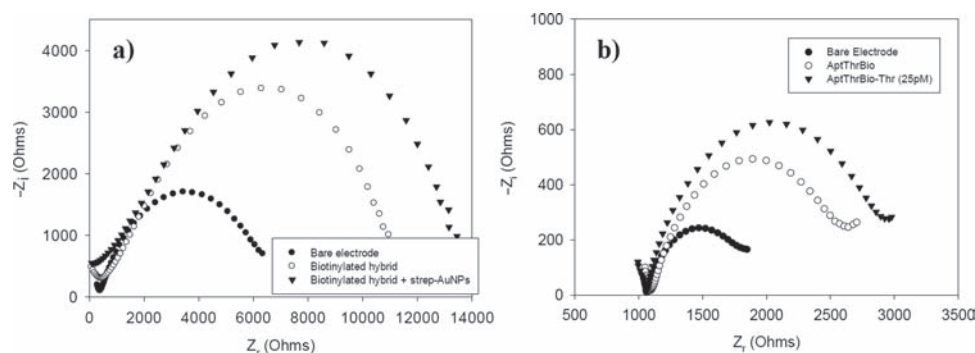 a)
−Zi (Ohms)
4000
3000
2000
1000
0
Bare electrode
Biotinylated hybrid
Biotinylated hybrid + strep-AuNPs
0 2000 4000 6000 8000 10000 12000 14000
Zr (Ohms)
b)
−Zi (Ohms)
1000
800
600
400
200
0
Bare Electrode
AptThrBio
AptThrBio-Thr (25pM)
500 1000 1500 2000 2500 3000 3500
Zr (Ohms)